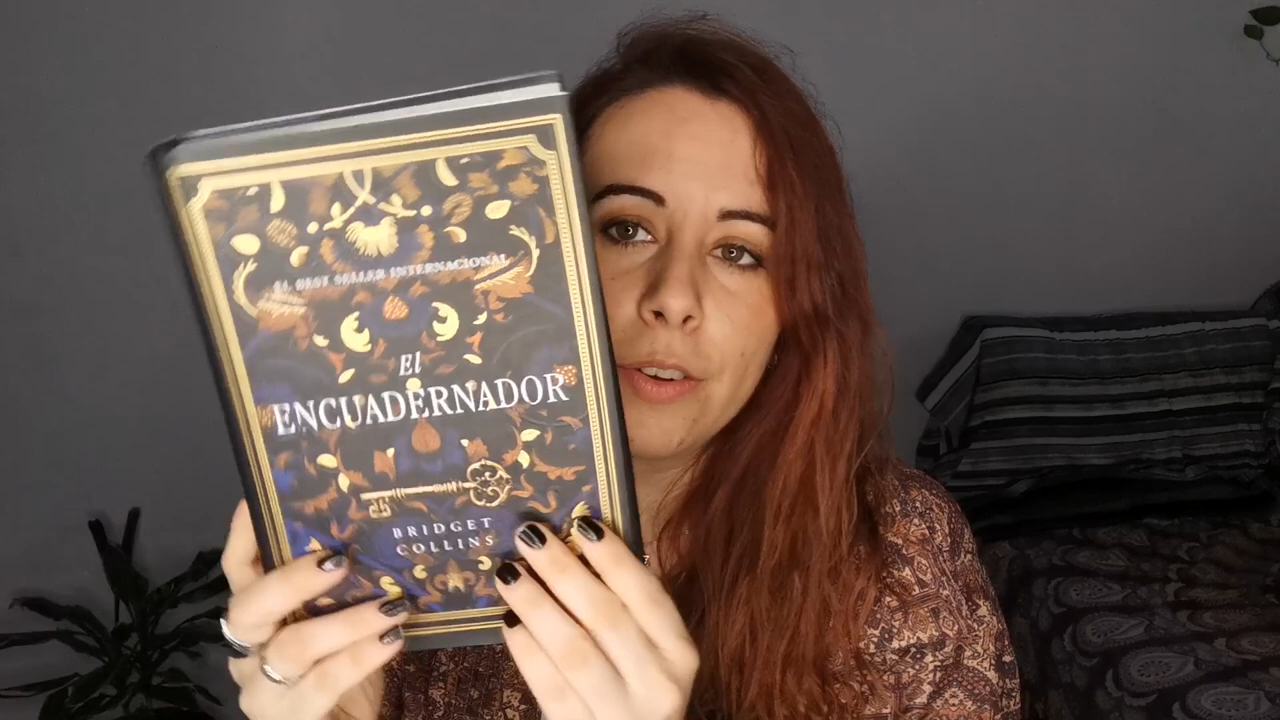 EL BEST SELLER INTERNACIONAL
El
ENCUADERNADOR
BRIDGET
COLLINS